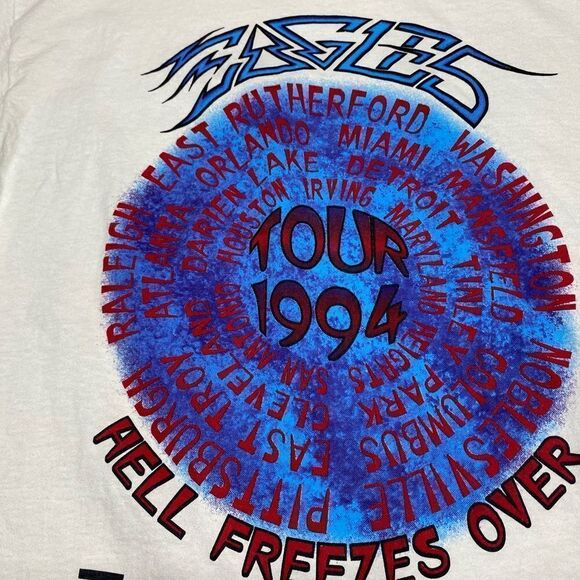 EAGLES
RALEIGH EAST RUTHERFORD WASHINGTON
PITTSBURGH NOBLESVILLE
ATLANTA ORLANDO MIAMI MANSFIELD
EAST TROY COLUMBUS
CLEVELAND DARIEN LAKE DETROIT TINLEY PARK
SAN ANTONIO HOUSTON IRVING MARYLAND HEIGHTS
TOUR
1994
HELL FREEZES OVER